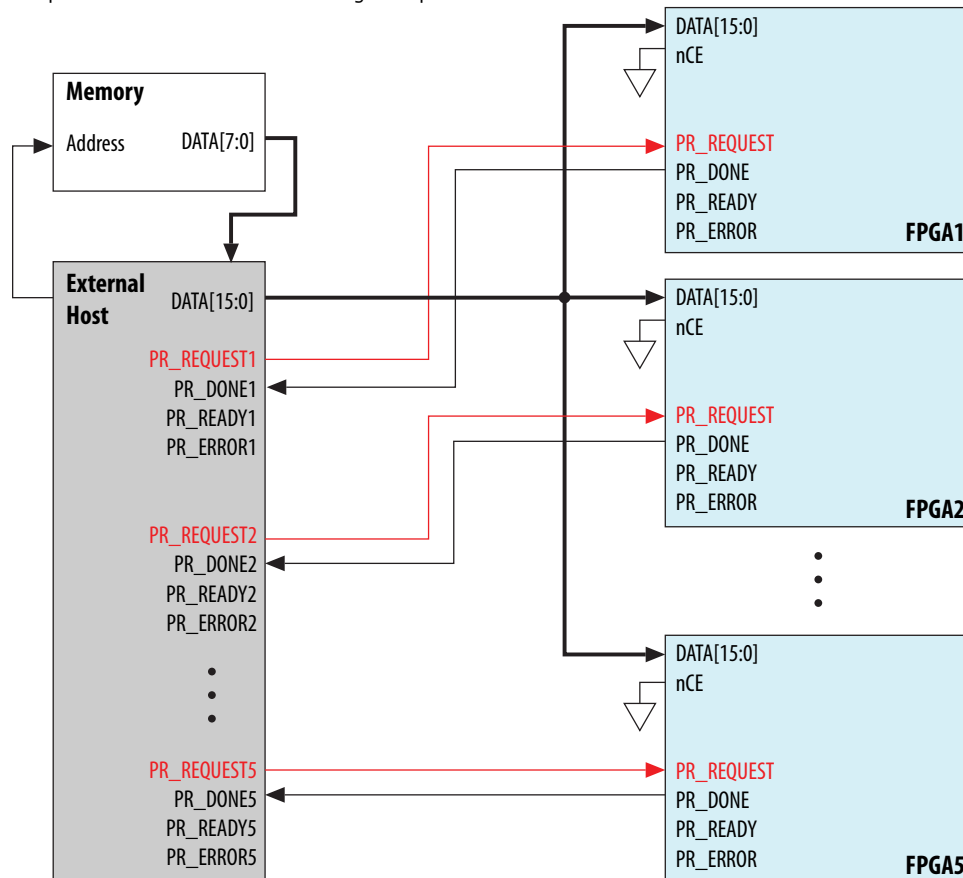 Memory
Address
DATA[7:0]
External
Host
DATA[15:0]
PR_REQUEST1
PR_DONE1
PR_READY1
PR_ERROR1
PR_REQUEST2
PR_DONE2
PR_READY2
PR_ERROR2
PR_REQUEST5
PR_DONE5
PR_READY5
PR_ERROR5
DATA[15:0]
nCE
PR_REQUEST
PR_DONE
PR_READY
PR_ERROR
FPGA1
DATA[15:0]
nCE
PR_REQUEST
PR_DONE
PR_READY
PR_ERROR
FPGA2
DATA[15:0]
nCE
PR_REQUEST
PR_DONE
PR_READY
PR_ERROR
FPGA5